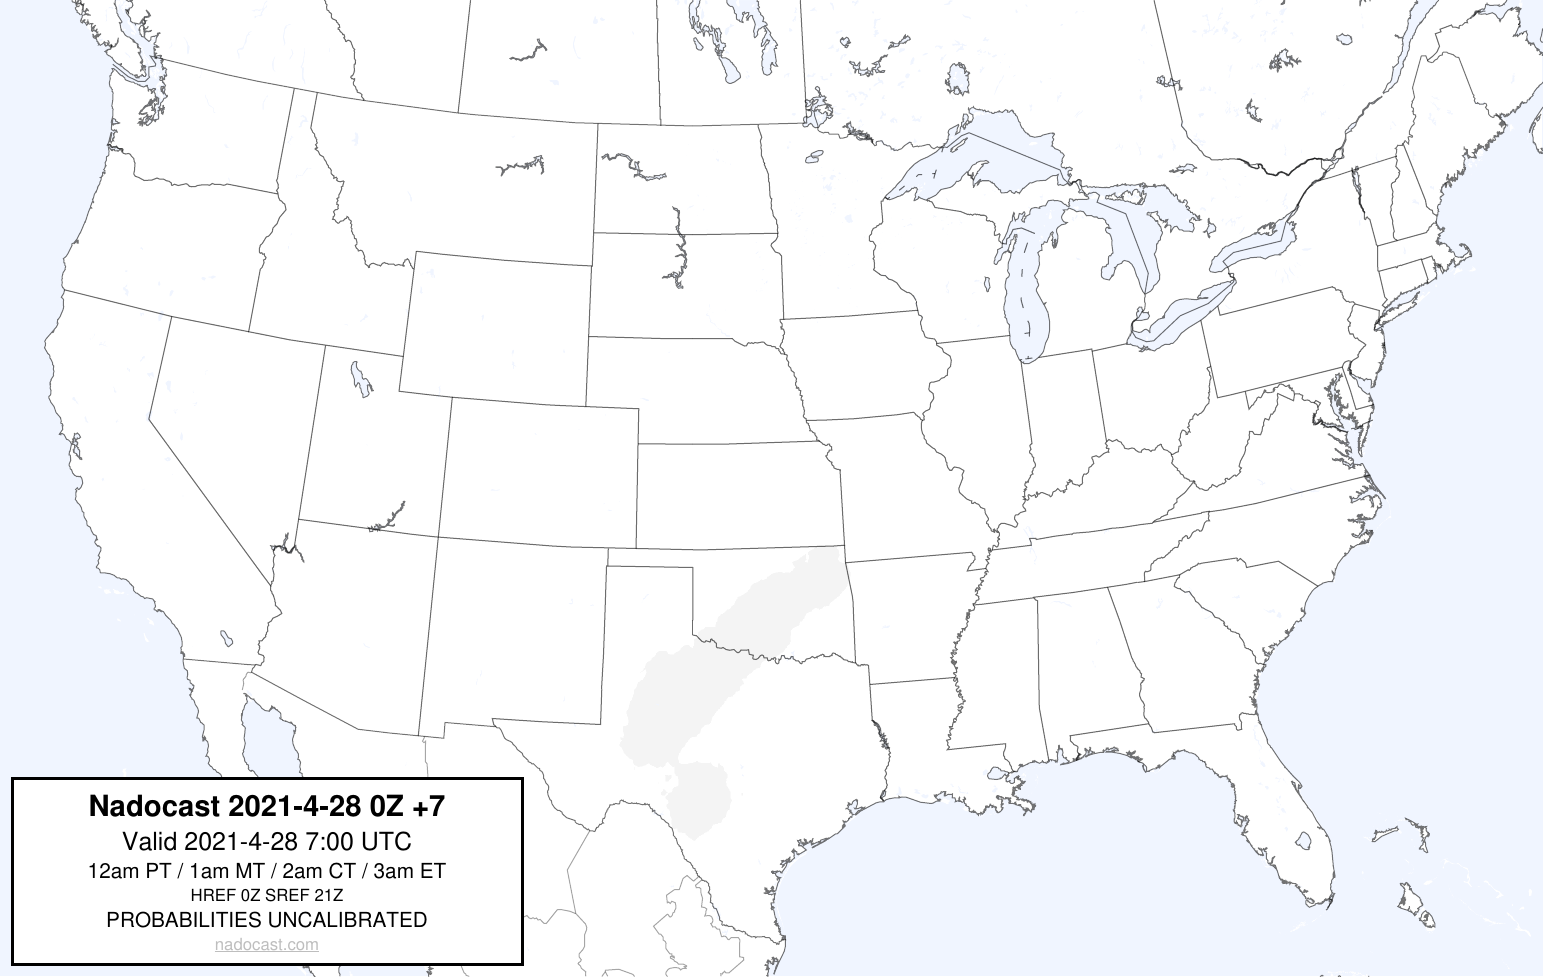 Nadocast 2021-4-28 0Z +7
Valid 2021-4-28 7:00 UTC
12am PT / 1am MT / 2am CT / 3am ET
HREF 0Z SREF 21Z
PROBABILITIES UNCALIBRATED
nadocast.com